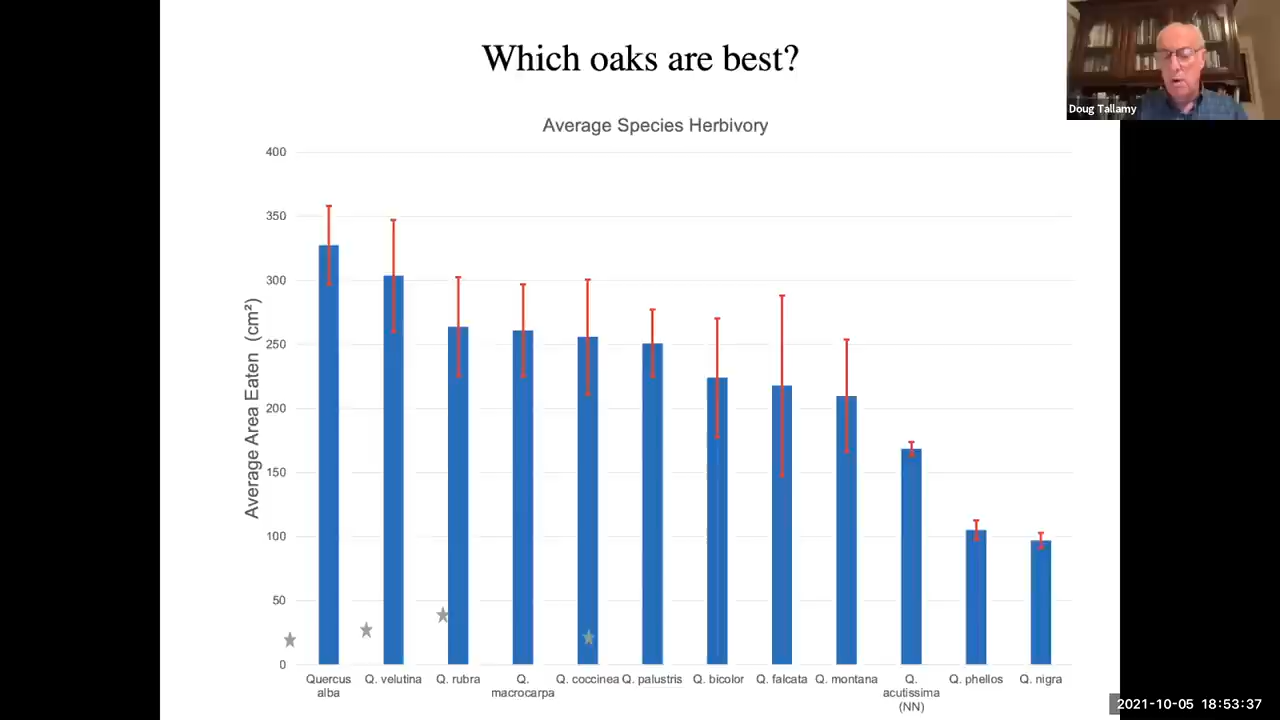 Which oaks are best?
Doug Tallamy
Average Species Herbivory
Average Area Eaten (cm²)
400
350
300
250
200
150
100
50
0
Quercus alba
Q. velutina
Q. rubra
Q. macrocarpa
Q. coccinea
Q. palustris
Q. bicolor
Q. falcata
Q. montana
Q. acutissima (NN)
Q. phellos
Q. nigra
2021-10-05 18:53:37